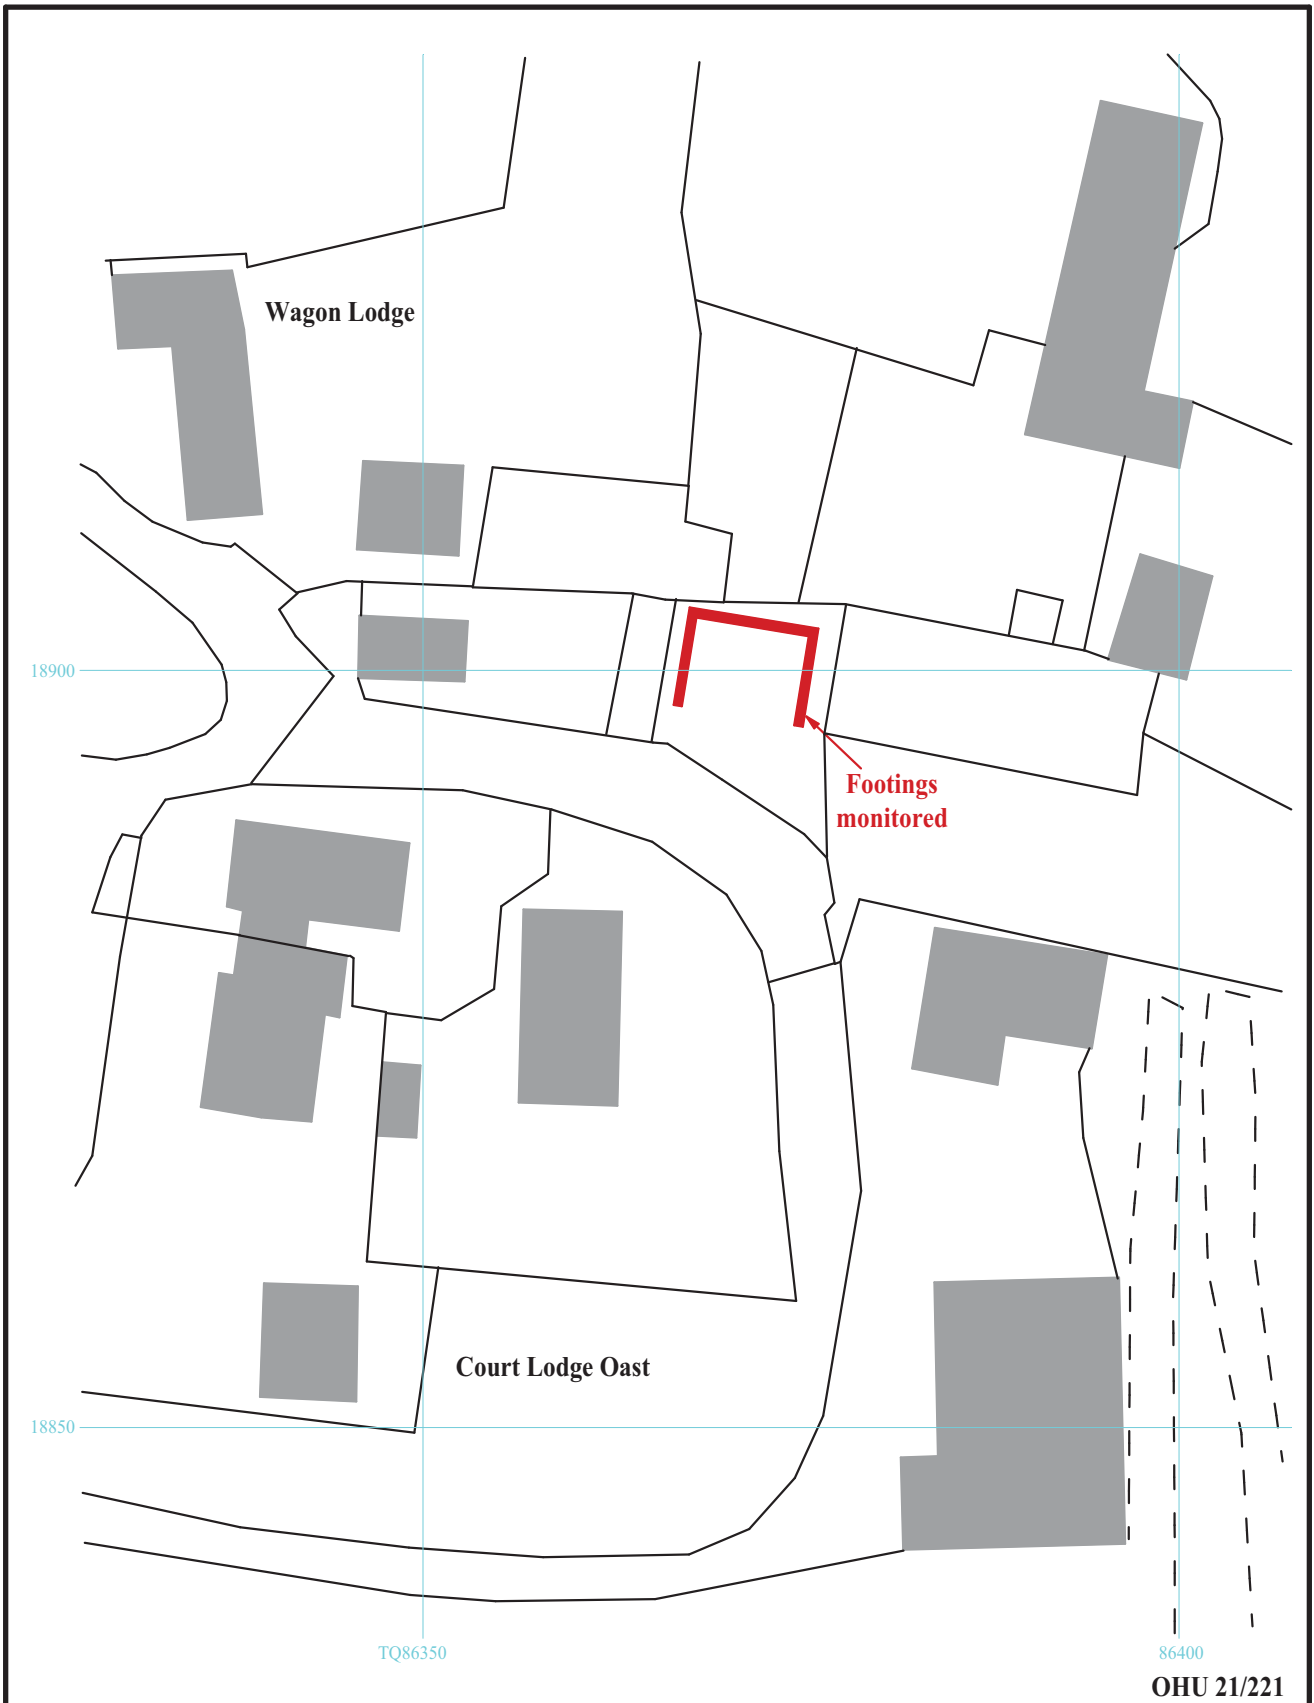 Wagon Lodge
18900
Footings
monitored
Court Lodge Oast
18850
TQ86350
86400
OHU 21/221